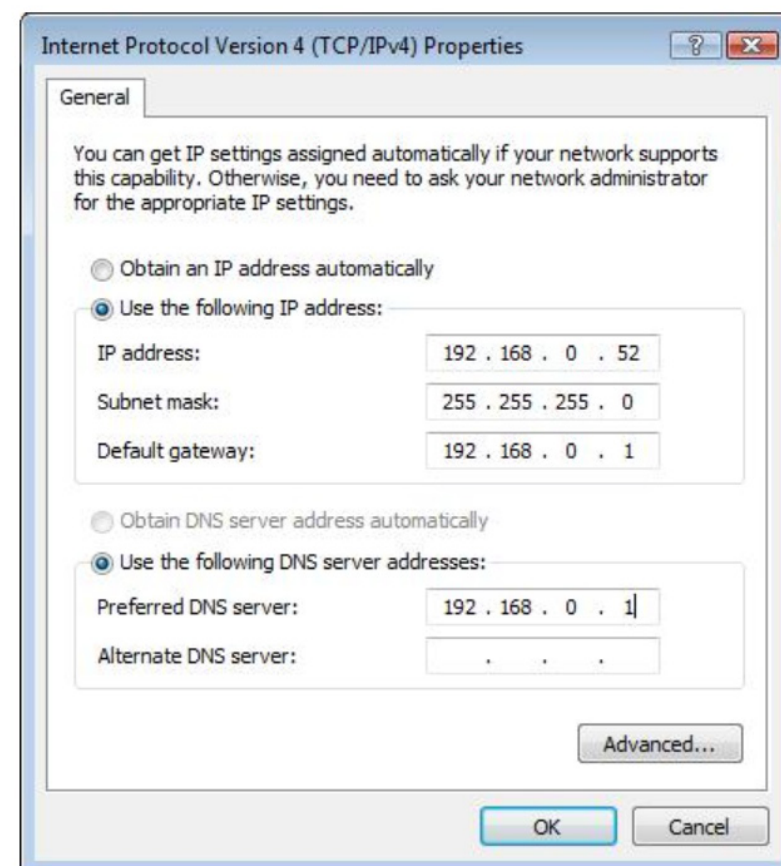 Internet Protocol Version 4 (TCP/IPv4) Properties
General
You can get IP settings assigned automatically if your network supports
this capability. Otherwise, you need to ask your network administrator
for the appropriate IP settings.
Obtain an IP address automatically
Use the following IP address:
IP address: 192 . 168 . 0 . 52
Subnet mask: 255 . 255 . 255 . 0
Default gateway: 192 . 168 . 0 . 1
Obtain DNS server address automatically
Use the following DNS server addresses:
Preferred DNS server: 192 . 168 . 0 . 1
Alternate DNS server: . . .
Advanced...
OK Cancel